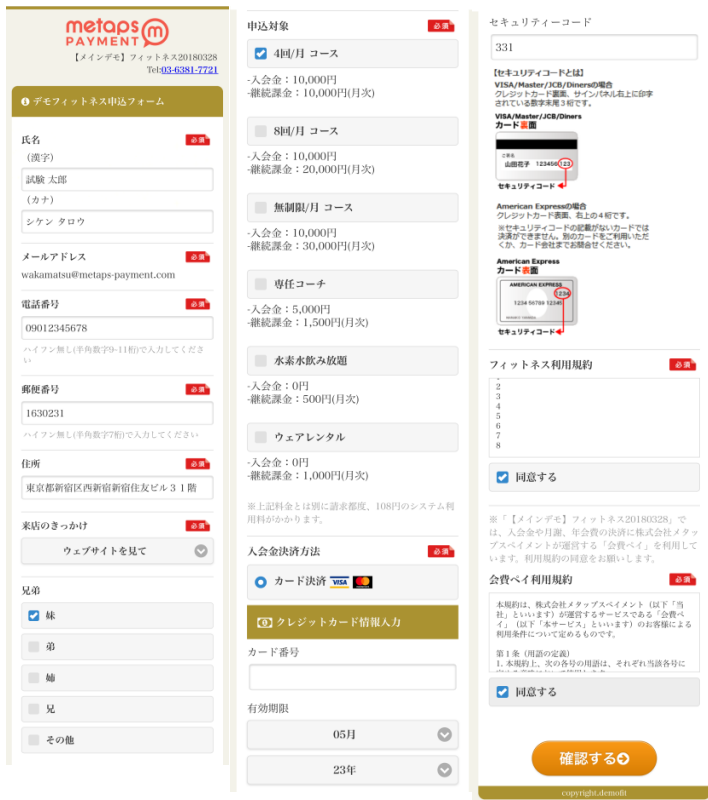 metaps
PAYMENT
【メインデモ】フィットネス20180328
Tel:03-6381-7721
デモフィットネス申込フォーム
氏名 必須
（漢字）
試験 太郎
（カナ）
シケン タロウ
メールアドレス 必須
wakamatsu@metaps-payment.com
電話番号 必須
09012345678
ハイフン無し(半角数字9-11桁)で入力してくださ
い
郵便番号 必須
1630231
ハイフン無し(半角数字7桁)で入力してください
住所 必須
東京都新宿区西新宿新宿住友ビル３１階
来店のきっかけ 必須
ウェブサイトを見て
兄弟
妹
弟
姉
兄
その他
申込対象 必須
4回/月 コース
-入会金：10,000円
-継続課金：10,000円(月次)
8回/月 コース
-入会金：10,000円
-継続課金：20,000円(月次)
無制限/月 コース
-入会金：10,000円
-継続課金：30,000円(月次)
専任コーチ
-入会金：5,000円
-継続課金：1,500円(月次)
水素水飲み放題
-入会金：0円
-継続課金：500円(月次)
ウェアレンタル
-入会金：0円
-継続課金：1,000円(月次)
※上記料金とは別に請求都度、108円のシステム利
用料がかかります。
入会金決済方法 必須
カード決済 VISA
クレジットカード情報入力
カード番号
有効期限
05月
23年
セキュリティーコード
331
【セキュリティコードとは】
VISA/Master/JCB/Dinersの場合
クレジットカード裏面、サインパネル右上に印字
されている数字末尾３桁です。
VISA/Master/JCB/Diners
カード裏面
山田花子 123456 123
セキュリティコード
American Expressの場合
クレジットカード表面、右上の４桁です。
※セキュリティコードの記載がないカードでは
決済ができません。別のカードをご利用いただ
くか、カード会社までお問合せください。
American Express
カード表面
AMERICAN EXPRESS
1234
1234 56789 12345
セキュリティコード
フィットネス利用規約 必須
2
3
4
5
6
7
8
同意する
※「【メインデモ】フィットネス20180328」で
は、入会金や月謝、年会費の決済に株式会社メタッ
プスペイメントが運営する「会費ペイ」を利用して
います。利用規約の同意をお願いします。
会費ペイ利用規約 必須
本規約は、株式会社メタップスペイメント（以下「当
社」といいます）が運営するサービスである「会費ペ
イ」（以下「本サービス」といいます）のお客様による
利用条件について定めるものです。
第１条（用語の定義）
1. 本規約上、次の各号の用語は、それぞれ当該各号に
同意する
確認する
copyright.demofit